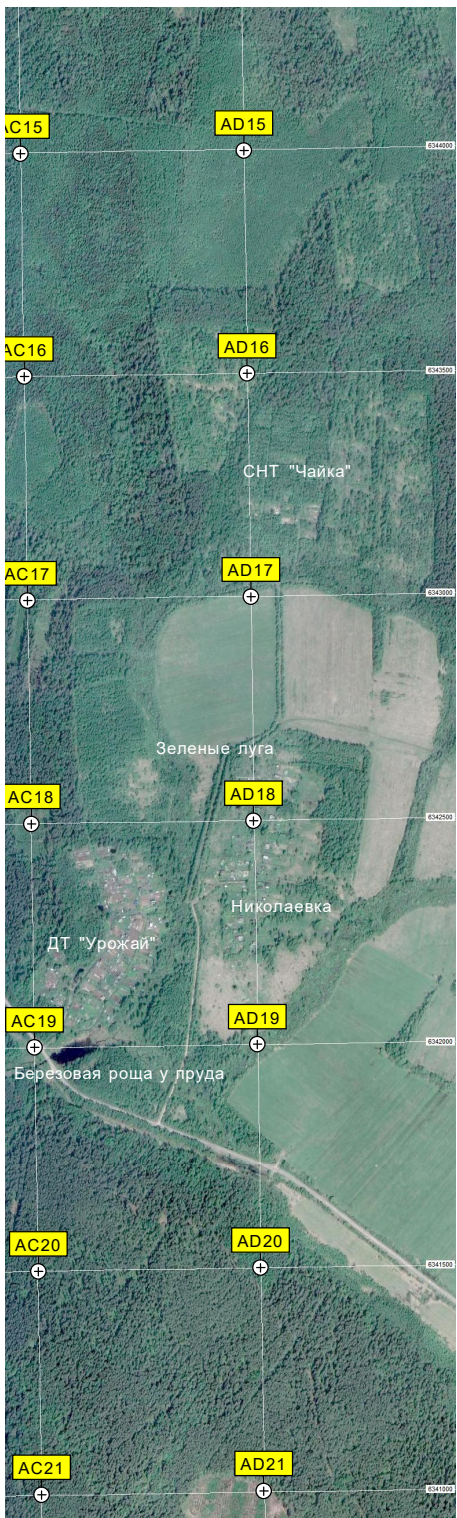 AC15
AD15
6344000
AC16
AD16
6343500
СНТ "Чайка"
AC17
AD17
6343000
Зеленые луга
AC18
AD18
6342500
Николаевка
ДТ "Урожай"
AC19
AD19
6342000
Березовая роща у пруда
AC20
AD20
6341500
AC21
AD21
6341000